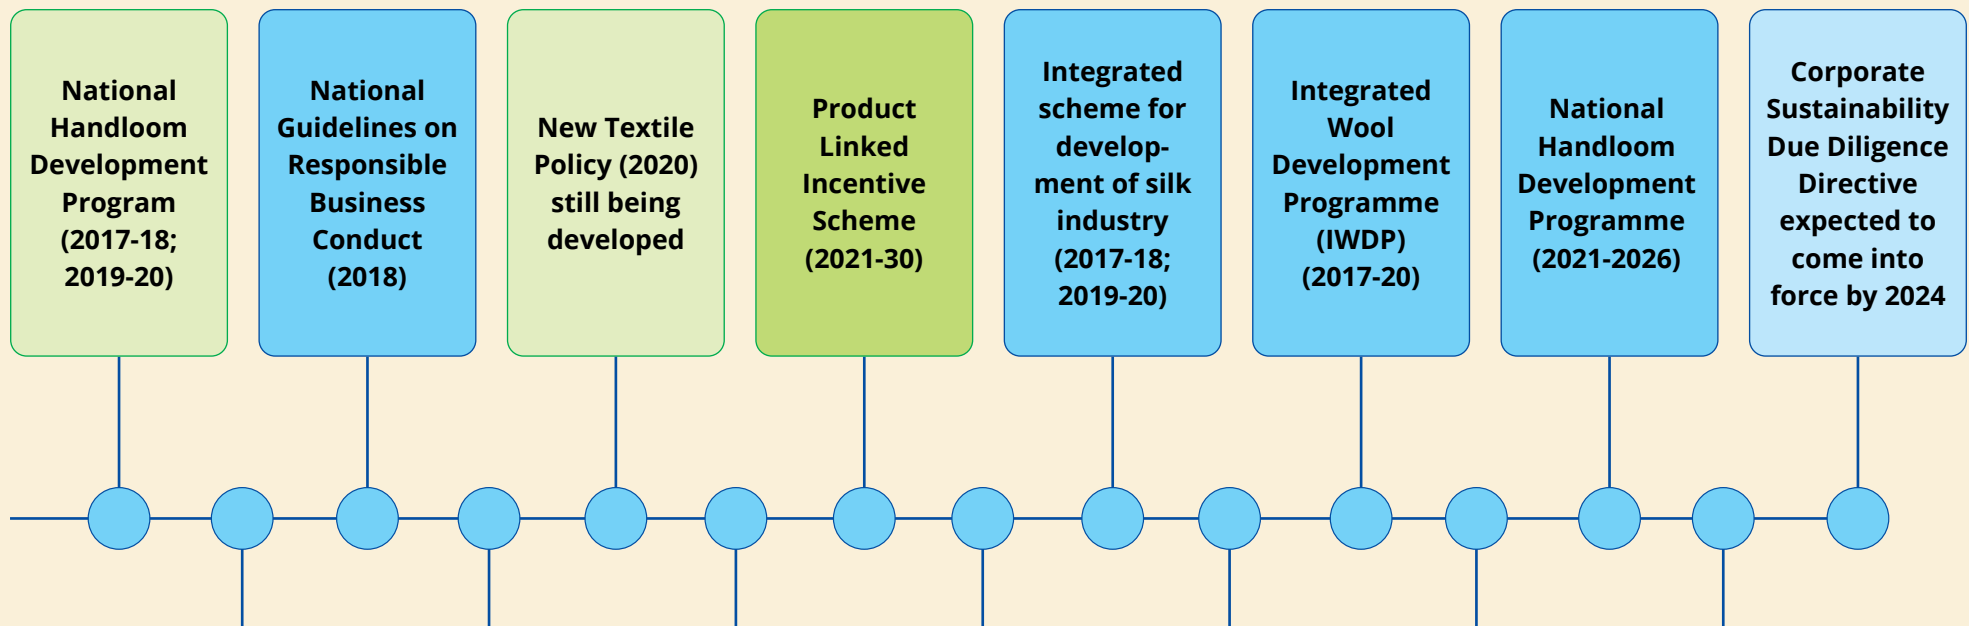 National
Handloom
Development
Program
(2017-18;
2019-20)
National
Guidelines on
Responsible
Business
Conduct
(2018)
New Textile
Policy (2020)
still being
developed
Product
Linked
Incentive
Scheme
(2021-30)
Integrated
scheme for
develop-
ment of silk
industry
(2017-18;
2019-20)
Integrated
Wool
Development
Programme
(IWDP)
(2017-20)
National
Handloom
Development
Programme
(2021-2026)
Corporate
Sustainability
Due Diligence
Directive
expected to
come into
force by 2024